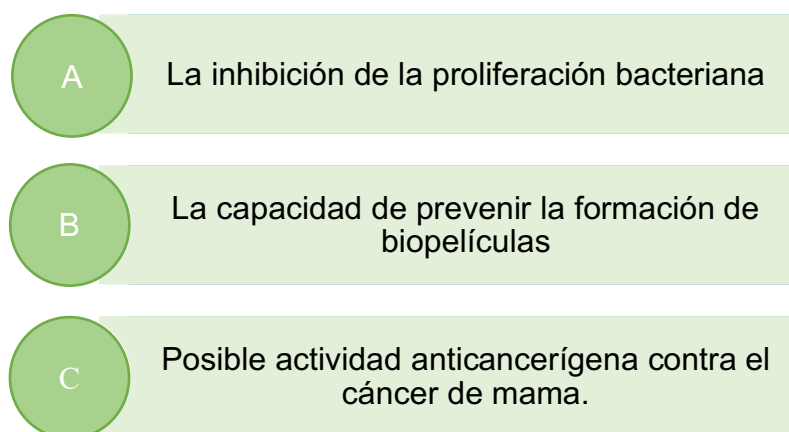 A
La inhibición de la proliferación bacteriana
B
La capacidad de prevenir la formación de
biopelículas
C
Posible actividad anticancerígena contra el
cáncer de mama.